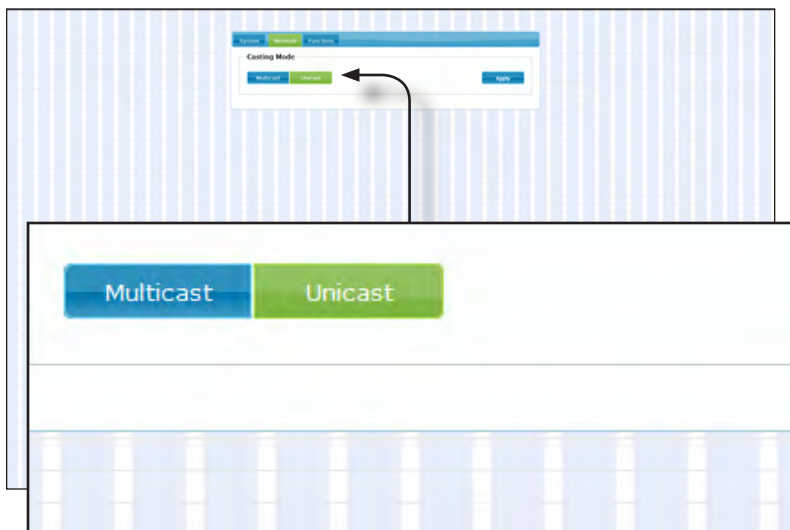 System Network Functions
Casting Mode
Multicast Unicast Apply
Multicast Unicast